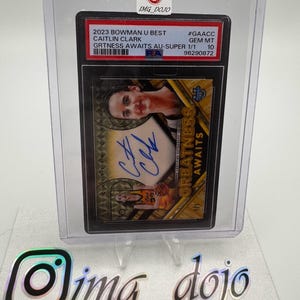 IMG_DOJO
2023 BOWMAN U BEST #GAACC
CAITLIN CLARK GEM MT
GRTNESS AWAITS AU-SUPER 1/1 10
PSA 98290872
GREATNESS
AWAITS
img_dojo